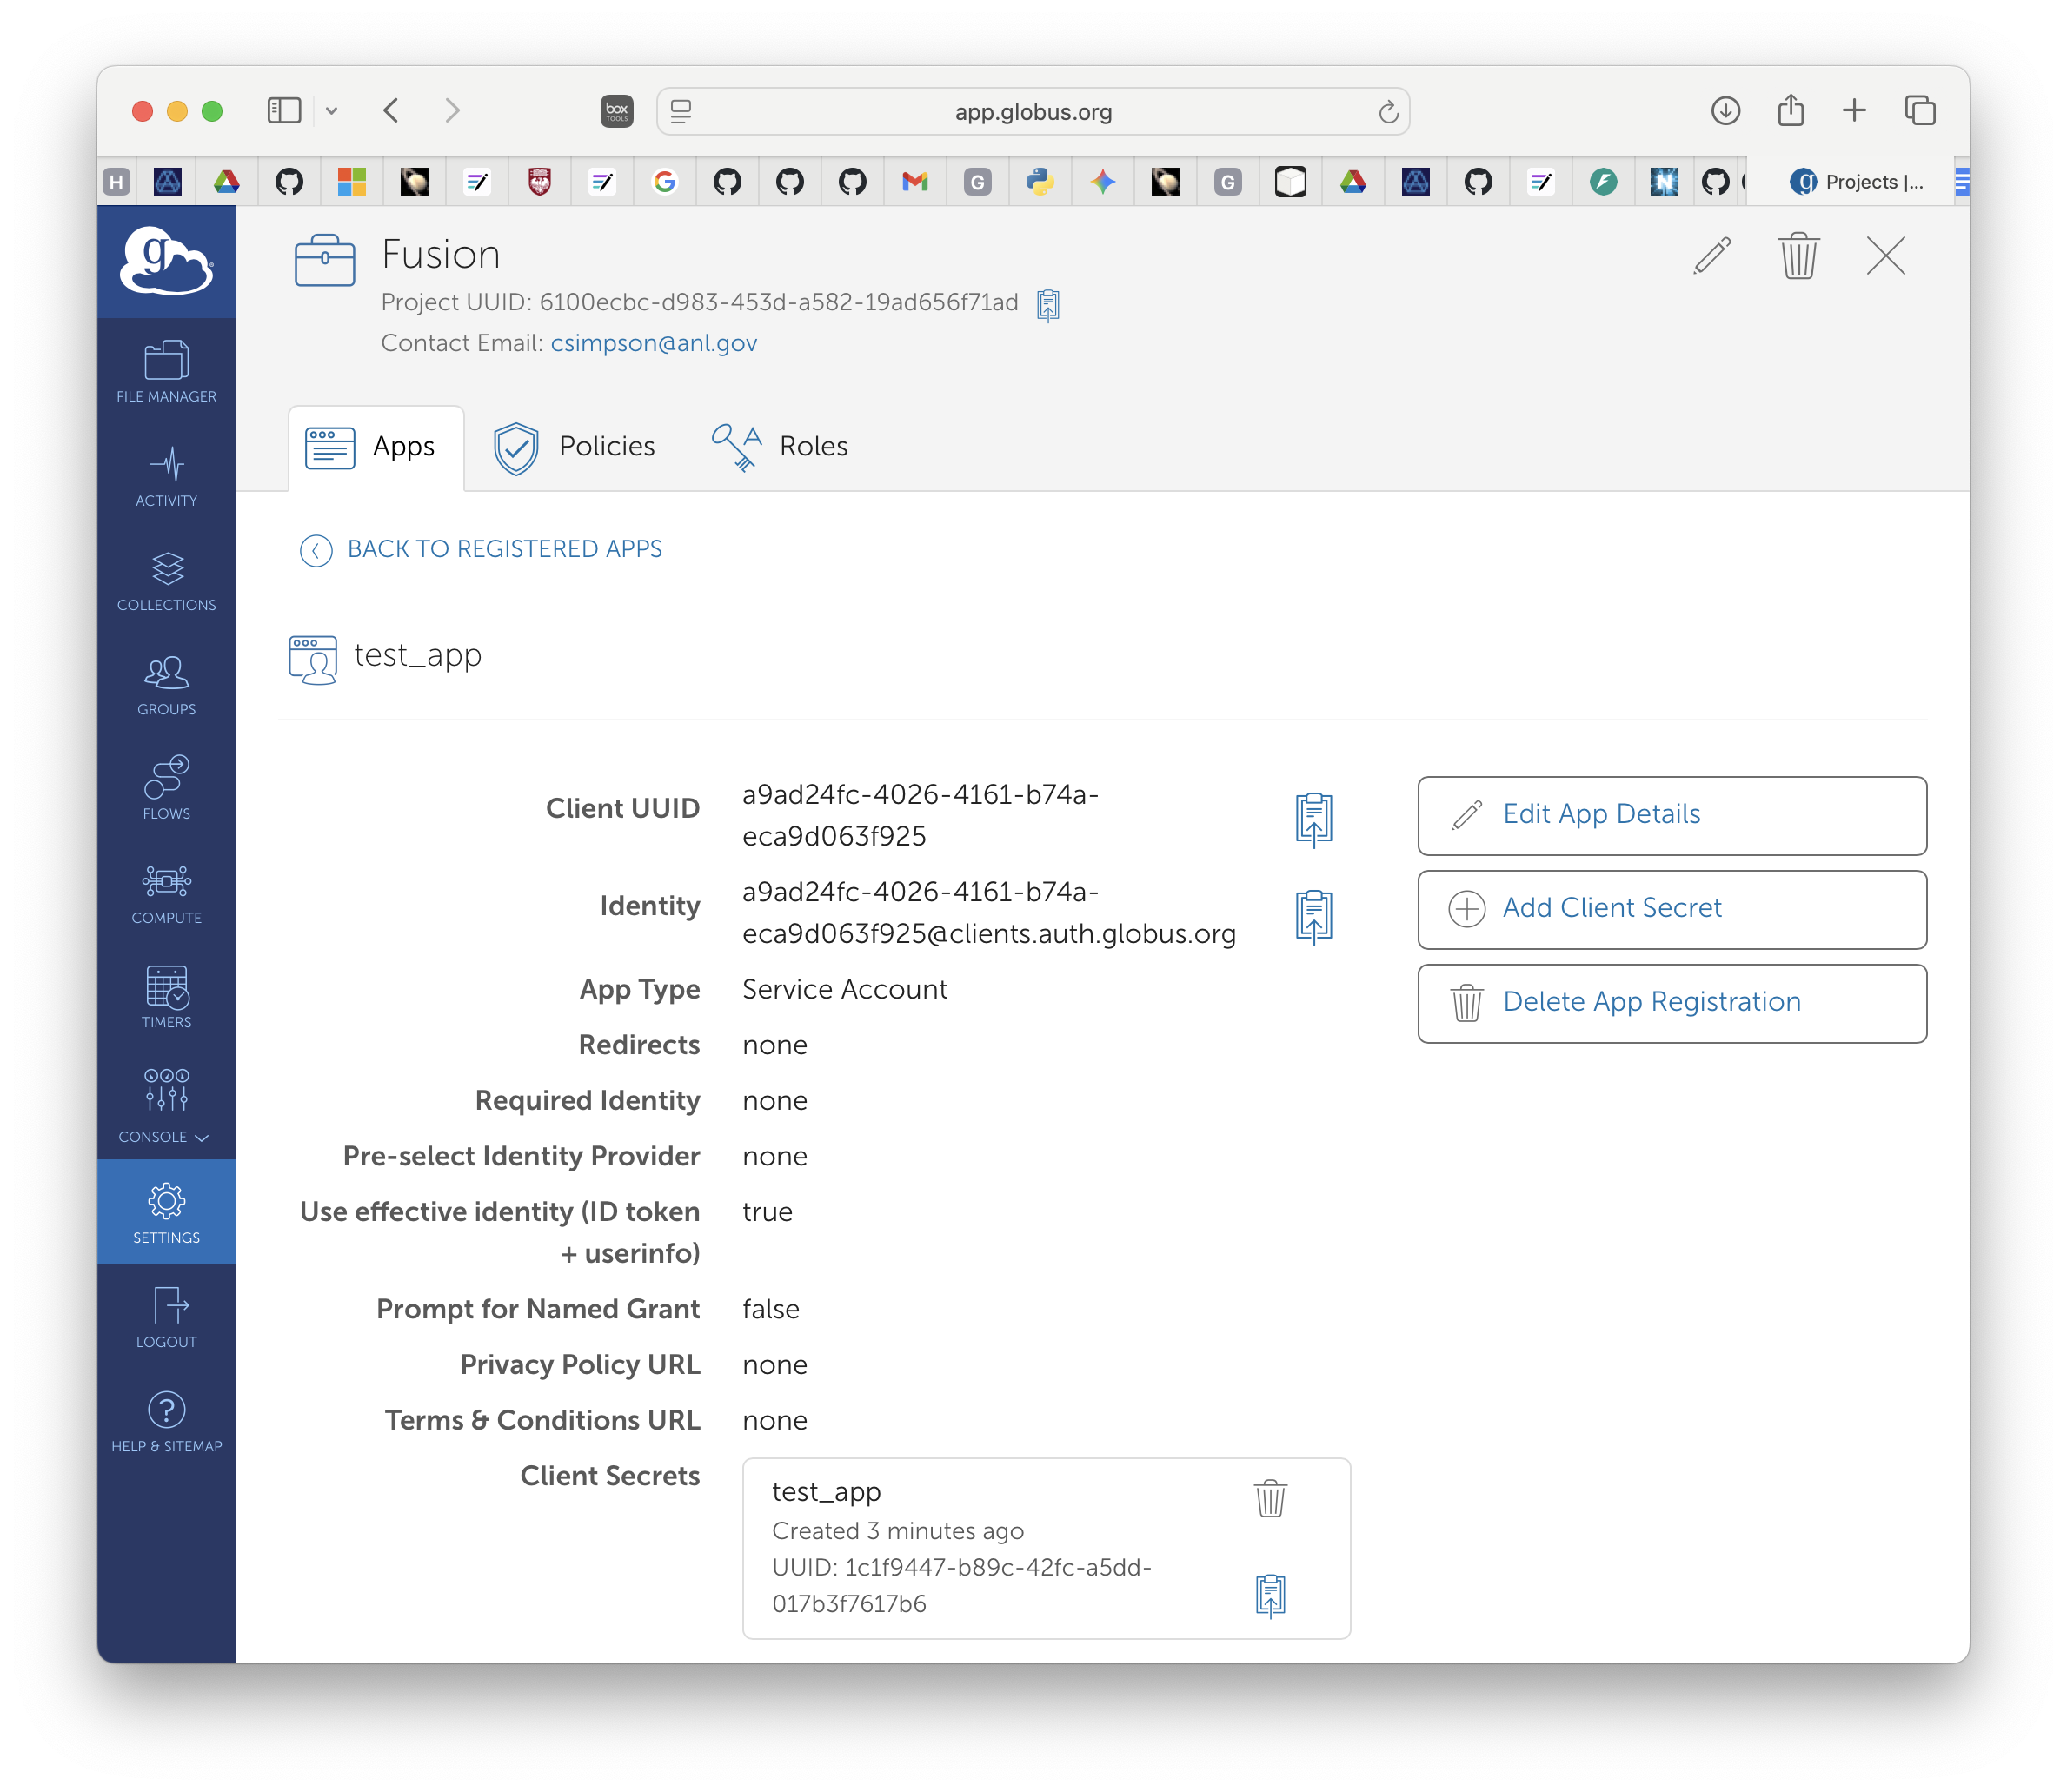 box
TOOLS
app.globus.org
H
G
G
N
g Projects |...
g
Fusion
Project UUID: 6100ecbc-d983-453d-a582-19ad656f71ad
Contact Email: csimpson@anl.gov
FILE MANAGER
ACTIVITY
COLLECTIONS
GROUPS
FLOWS
COMPUTE
TIMERS
CONSOLE
SETTINGS
LOGOUT
HELP & SITEMAP
Apps
Policies
Roles
BACK TO REGISTERED APPS
test_app
Client UUID
a9ad24fc-4026-4161-b74a-
eca9d063f925
Identity
a9ad24fc-4026-4161-b74a-
eca9d063f925@clients.auth.globus.org
App Type
Service Account
Redirects
none
Required Identity
none
Pre-select Identity Provider
none
Use effective identity (ID token
+ userinfo)
true
Prompt for Named Grant
false
Privacy Policy URL
none
Terms & Conditions URL
none
Client Secrets
test_app
Created 3 minutes ago
UUID: 1c1f9447-b89c-42fc-a5dd-
017b3f7617b6
Edit App Details
Add Client Secret
Delete App Registration